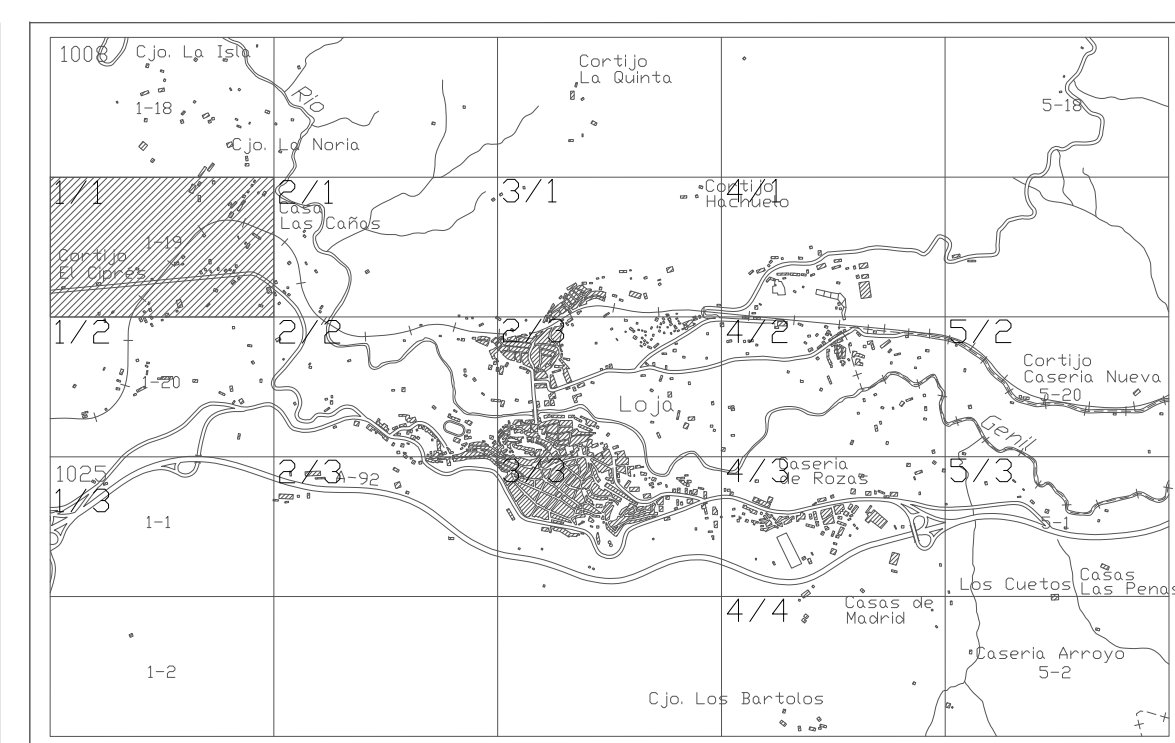 1008
Cjo. La Isla
Cortijo
La Quinta
Río
1-18
5-18
Cjo. La Noria
1/1
2/1
3/1
4/1
Cortijo
Hachuelo
Casa
Las Cañas
1-19
Cortijo
El Ciprés
1/2
2/2
2/3
4/2
5/2
1-20
Cortijo
Caseria Nueva
5-20
Loja
Genil
1025
1/3
2/3
A-92
3/3
4/3
Caseria
de Rozas
5/3
1-1
5-1
Los Cuetos
Casas
Las Penas
4/4
Casas de
Madrid
Caseria Arroyo
1-2
5-2
Cjo. Los Bartolos